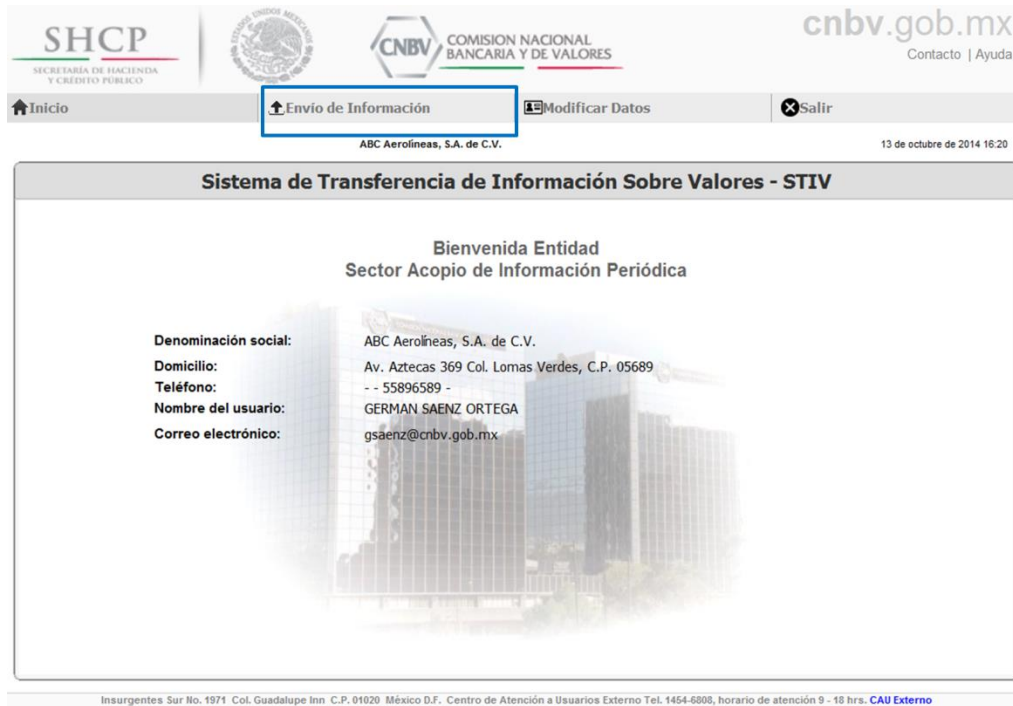 SHCP
SECRETARÍA DE HACIENDA
Y CRÉDITO PÚBLICO
CNBV
COMISION NACIONAL
BANCARIA Y DE VALORES
cnbv.gob.mx
Contacto | Ayuda
Inicio
Envío de Información
Modificar Datos
Salir
ABC Aerolíneas, S.A. de C.V.
13 de octubre de 2014 16:20
Sistema de Transferencia de Información Sobre Valores - STIV
Bienvenida Entidad
Sector Acopio de Información Periódica
Denominación social: ABC Aerolíneas, S.A. de C.V.
Domicilio: Av. Aztecas 369 Col. Lomas Verdes, C.P. 05689
Teléfono: - - 55896589 -
Nombre del usuario: GERMAN SAENZ ORTEGA
Correo electrónico: gsaenz@cnbv.gob.mx
Insurgentes Sur No. 1971 Col. Guadalupe Inn C.P. 01020 México D.F. Centro de Atención a Usuarios Externo Tel. 1454-6808, horario de atención 9 - 18 hrs. CAU Externo